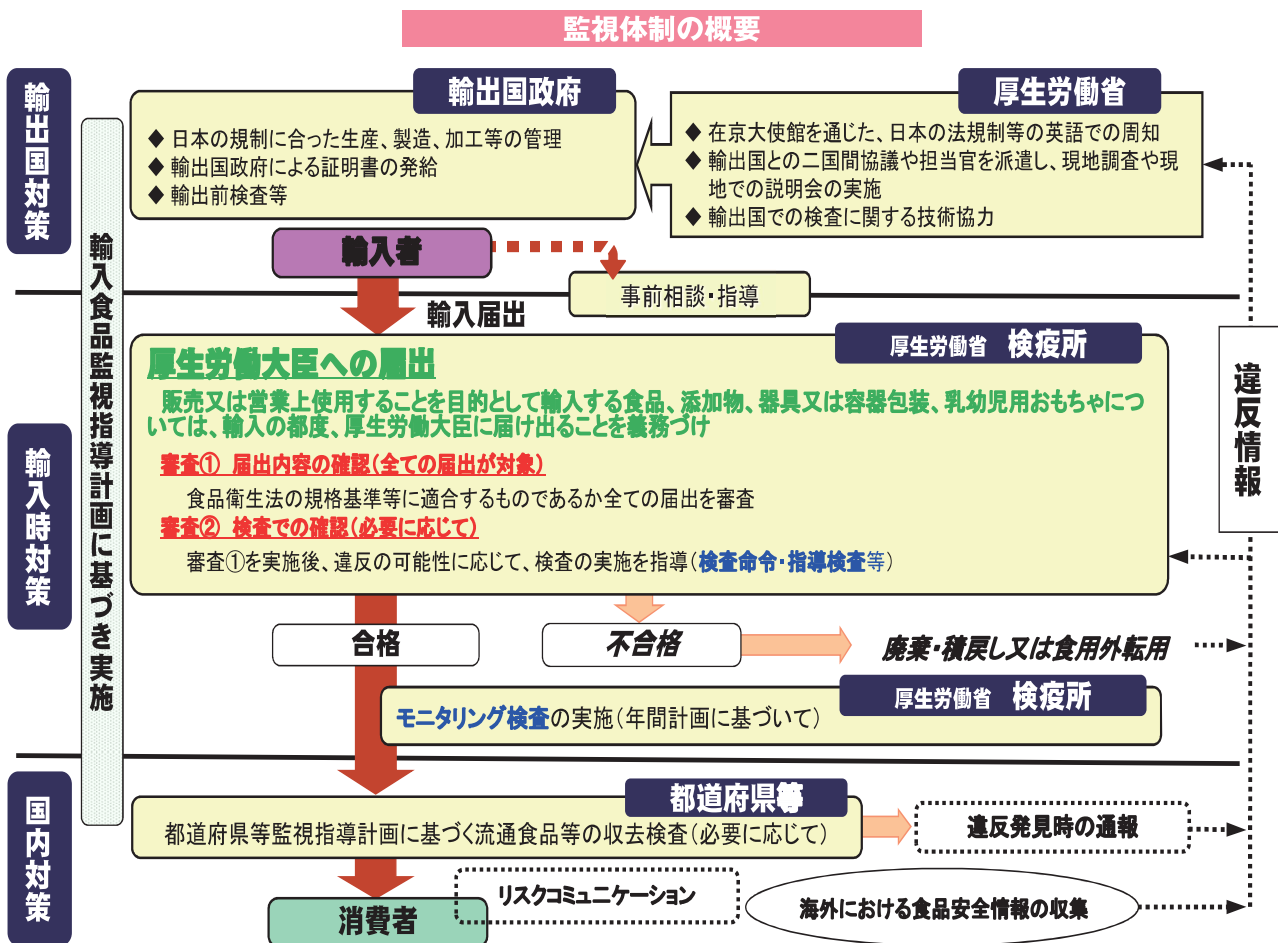 監視体制の概要
輸出国対策
輸入食品監視指導計画に基づき実施
輸出国政府
◆ 日本の規制に合った生産、製造、加工等の管理
◆ 輸出国政府による証明書の発給
◆ 輸出前検査等
厚生労働省
◆ 在京大使館を通じた、日本の法規制等の英語での周知
◆ 輸出国との二国間協議や担当官を派遣し、現地調査や現
地での説明会の実施
◆ 輸出国での検査に関する技術協力
輸入者
事前相談・指導
輸入届出
輸入時対策
厚生労働省 検疫所
厚生労働大臣への届出
販売又は営業上使用することを目的として輸入する食品、添加物、器具又は容器包装、乳幼児用おもちゃにつ
いては、輸入の都度、厚生労働大臣に届け出ることを義務づけ
審査① 届出内容の確認(全ての届出が対象)
食品衛生法の規格基準等に適合するものであるか全ての届出を審査
審査② 検査での確認(必要に応じて)
審査①を実施後、違反の可能性に応じて、検査の実施を指導(検査命令・指導検査等)
違反情報
合格
不合格
廃棄・積戻し又は食用外転用
厚生労働省 検疫所
モニタリング検査の実施(年間計画に基づいて)
国内対策
都道府県等
都道府県等監視指導計画に基づく流通食品等の収去検査(必要に応じて)
違反発見時の通報
消費者
リスクコミュニケーション
海外における食品安全情報の収集